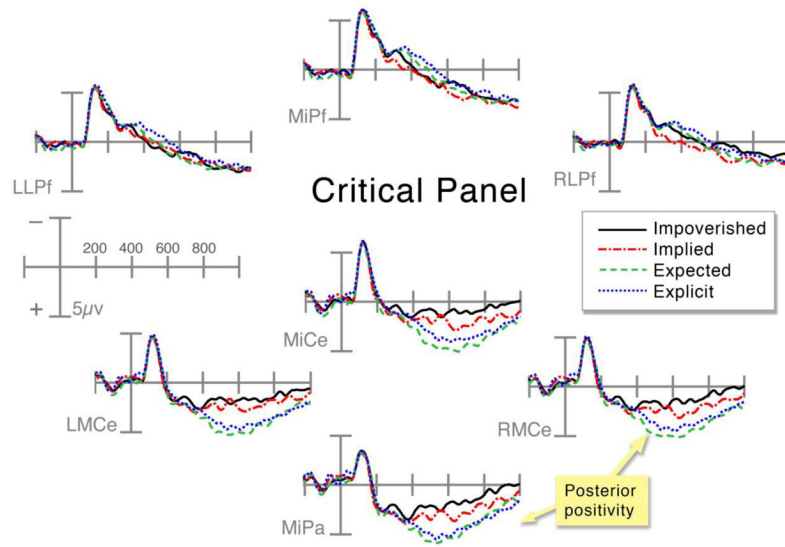 MiPf
LLPf
RLPf
Critical Panel
Impoverished
Implied
Expected
Explicit
−
200 400 600 800
+ 5μv
MiCe
LMCe
RMCe
MiPa
Posterior
positivity